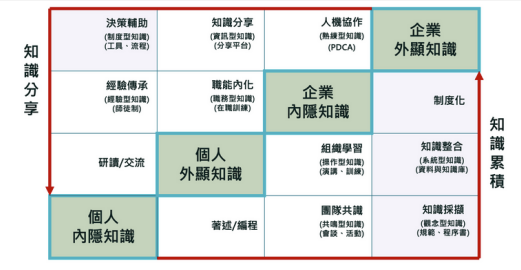 知識分享
決策輔助
(制度型知識)
(工具、流程)
知識分享
(資訊型知識)
(分享平台)
人機協作
(熟練型知識)
(PDCA)
企業
外顯知識
經驗傳承
(經驗型知識)
(師徒制)
職能內化
(職務型知識)
(在職訓練)
企業
內隱知識
制度化
研讀/交流
個人
外顯知識
組織學習
(操作型知識)
(演講、訓練)
知識整合
(系統型知識)
(資料與知識庫)
個人
內隱知識
著述/編程
團隊共識
(共鳴型知識)
(會談、活動)
知識採擷
(觀念型知識)
(規範、程序書)
知識累積